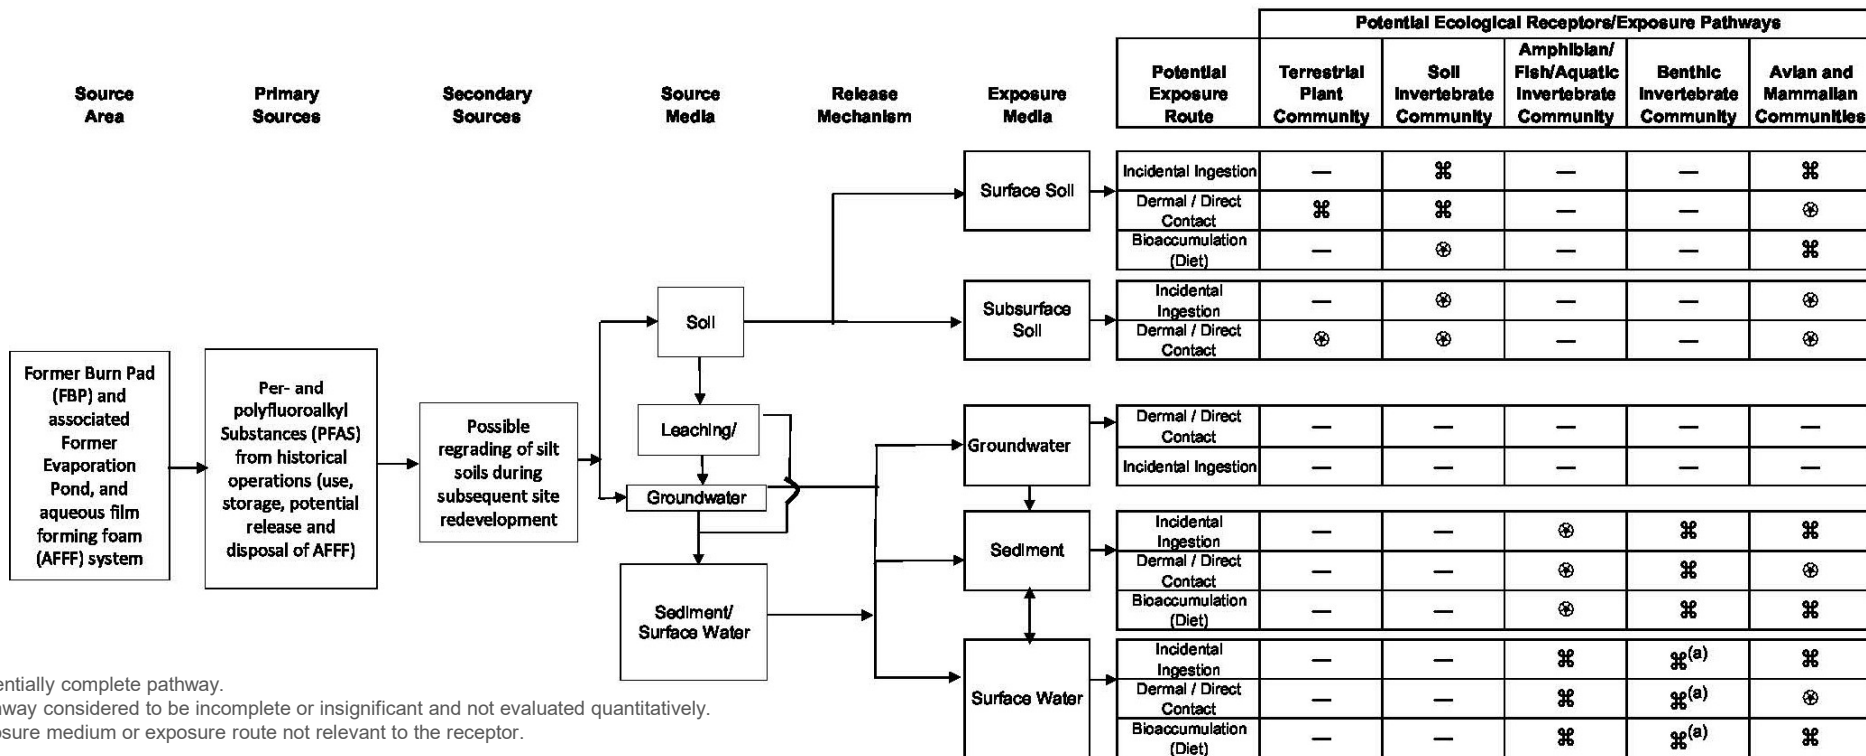 Potential Ecological Receptors/Exposure Pathways
Source
Area
Primary
Sources
Secondary
Sources
Source
Media
Release
Mechanism
Exposure
Media
Potential
Exposure
Route
Terrestrial
Plant
Community
Soil
Invertebrate
Community
Amphibian/
Fish/Aquatic
Invertebrate
Community
Benthic
Invertebrate
Community
Avian and
Mammalian
Communities
Former Burn Pad
(FBP) and
associated
Former
Evaporation
Pond, and
aqueous film
forming foam
(AFFF) system
Per- and
polyfluoroalkyl
Substances (PFAS)
from historical
operations (use,
storage, potential
release and
disposal of AFFF)
Possible
regrading of silt
soils during
subsequent site
redevelopment
Soil
Leaching/
Groundwater
Sediment/
Surface Water
Surface Soil
Incidental Ingestion — ⌘ — — ⌘
Dermal / Direct
Contact ⌘ ⌘ — — ֍
Bioaccumulation
(Diet) — ֍ — — ⌘
Subsurface
Soil
Incidental
Ingestion — ֍ — — ֍
Dermal / Direct
Contact ֍ ֍ — — ֍
Groundwater
Dermal / Direct
Contact — — — — —
Incidental Ingestion — — — — —
Sediment
Incidental
Ingestion — — ֍ ⌘ ⌘
Dermal / Direct
Contact — — ֍ ⌘ ֍
Bioaccumulation
(Diet) — — ֍ ⌘ ⌘
Surface Water
Incidental
Ingestion — — ⌘ ⌘(a) ⌘
Dermal / Direct
Contact — — ⌘ ⌘(a) ֍
Bioaccumulation
(Diet) — — ⌘ ⌘(a) ⌘
entially complete pathway.
way considered to be incomplete or insignificant and not evaluated quantitatively.
osure medium or exposure route not relevant to the receptor.